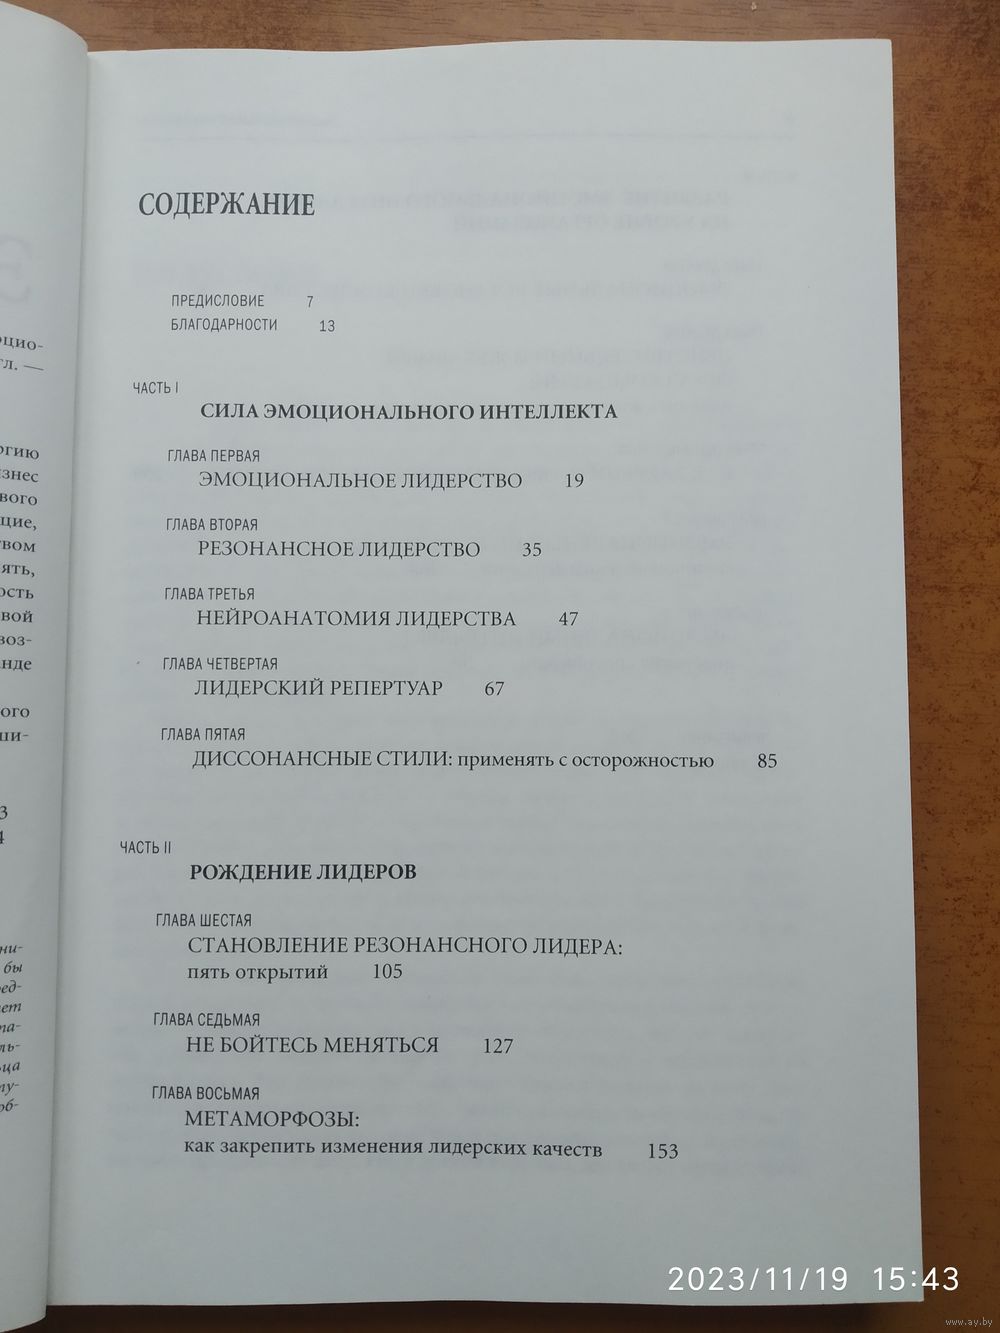 СОДЕРЖАНИЕ
ПРЕДИСЛОВИЕ 7
БЛАГОДАРНОСТИ 13
ЧАСТЬ I
СИЛА ЭМОЦИОНАЛЬНОГО ИНТЕЛЛЕКТА
ГЛАВА ПЕРВАЯ
ЭМОЦИОНАЛЬНОЕ ЛИДЕРСТВО 19
ГЛАВА ВТОРАЯ
РЕЗОНАНСНОЕ ЛИДЕРСТВО 35
ГЛАВА ТРЕТЬЯ
НЕЙРОАНАТОМИЯ ЛИДЕРСТВА 47
ГЛАВА ЧЕТВЕРТАЯ
ЛИДЕРСКИЙ РЕПЕРТУАР 67
ГЛАВА ПЯТАЯ
ДИССОНАНСНЫЕ СТИЛИ: применять с осторожностью 85
ЧАСТЬ II
РОЖДЕНИЕ ЛИДЕРОВ
ГЛАВА ШЕСТАЯ
СТАНОВЛЕНИЕ РЕЗОНАНСНОГО ЛИДЕРА:
пять открытий 105
ГЛАВА СЕДЬМАЯ
НЕ БОЙТЕСЬ МЕНЯТЬСЯ 127
ГЛАВА ВОСЬМАЯ
МЕТАМОРФОЗЫ:
как закрепить изменения лидерских качеств 153
2023/11/19 15:43
www.ay.by